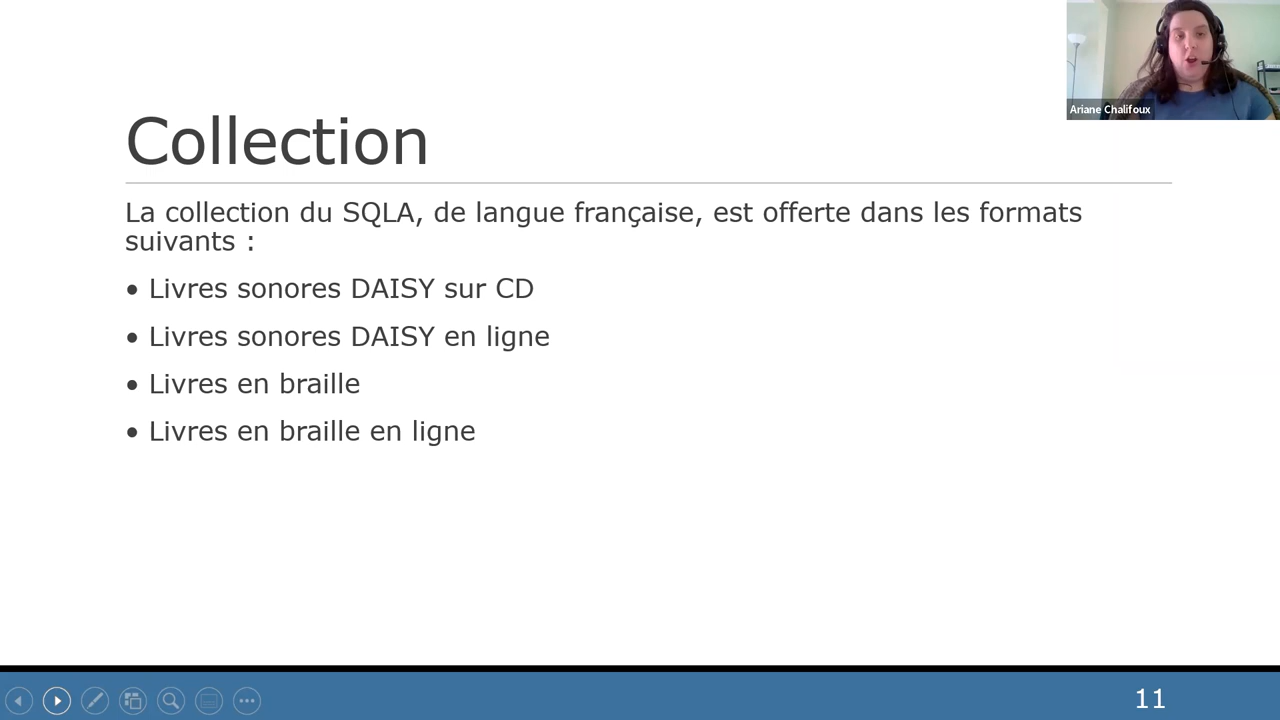 Ariane Chalifoux
Collection
La collection du SQLA, de langue française, est offerte dans les formats
suivants :
• Livres sonores DAISY sur CD
• Livres sonores DAISY en ligne
• Livres en braille
• Livres en braille en ligne
11